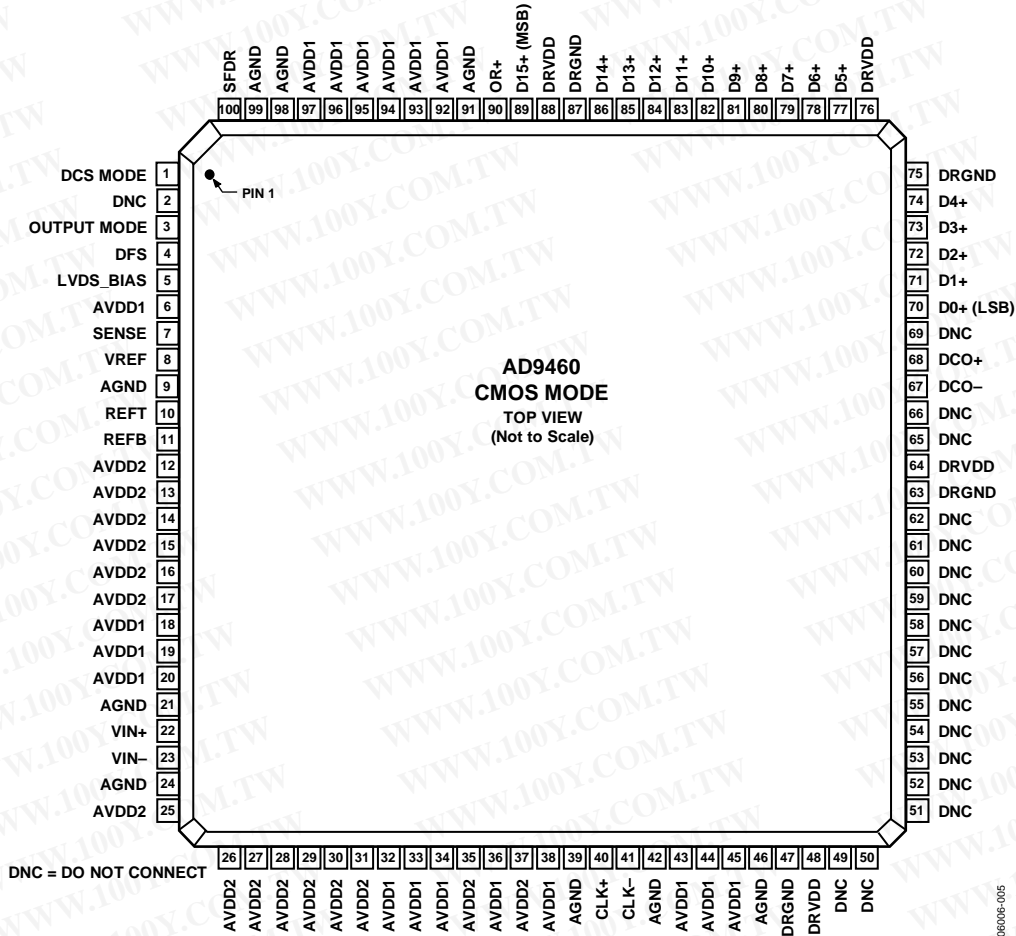 SFDR
AGND
AGND
AVDD1
AVDD1
AVDD1
AVDD1
AVDD1
AVDD1
AGND
OR+
D15+ (MSB)
DRVDD
DRGND
D14+
D13+
D12+
D11+
D10+
D9+
D8+
D7+
D6+
D5+
DRVDD
100 99 98 97 96 95 94 93 92 91 90 89 88 87 86 85 84 83 82 81 80 79 78 77 76
DCS MODE 1
DNC 2
OUTPUT MODE 3
DFS 4
LVDS_BIAS 5
AVDD1 6
SENSE 7
VREF 8
AGND 9
REFT 10
REFB 11
AVDD2 12
AVDD2 13
AVDD2 14
AVDD2 15
AVDD2 16
AVDD2 17
AVDD1 18
AVDD1 19
AVDD1 20
AGND 21
VIN+ 22
VIN– 23
AGND 24
AVDD2 25
PIN 1
AD9460
CMOS MODE
TOP VIEW
(Not to Scale)
75 DRGND
74 D4+
73 D3+
72 D2+
71 D1+
70 D0+ (LSB)
69 DNC
68 DCO+
67 DCO–
66 DNC
65 DNC
64 DRVDD
63 DRGND
62 DNC
61 DNC
60 DNC
59 DNC
58 DNC
57 DNC
56 DNC
55 DNC
54 DNC
53 DNC
52 DNC
51 DNC
DNC = DO NOT CONNECT
26 27 28 29 30 31 32 33 34 35 36 37 38 39 40 41 42 43 44 45 46 47 48 49 50
AVDD2
AVDD2
AVDD2
AVDD2
AVDD2
AVDD2
AVDD1
AVDD1
AVDD1
AVDD2
AVDD1
AVDD2
AVDD1
AGND
CLK+
CLK–
AGND
AVDD1
AVDD1
AVDD1
AGND
DRGND
DRVDD
DNC
DNC
06006-005
WWW.100Y.COM.TW